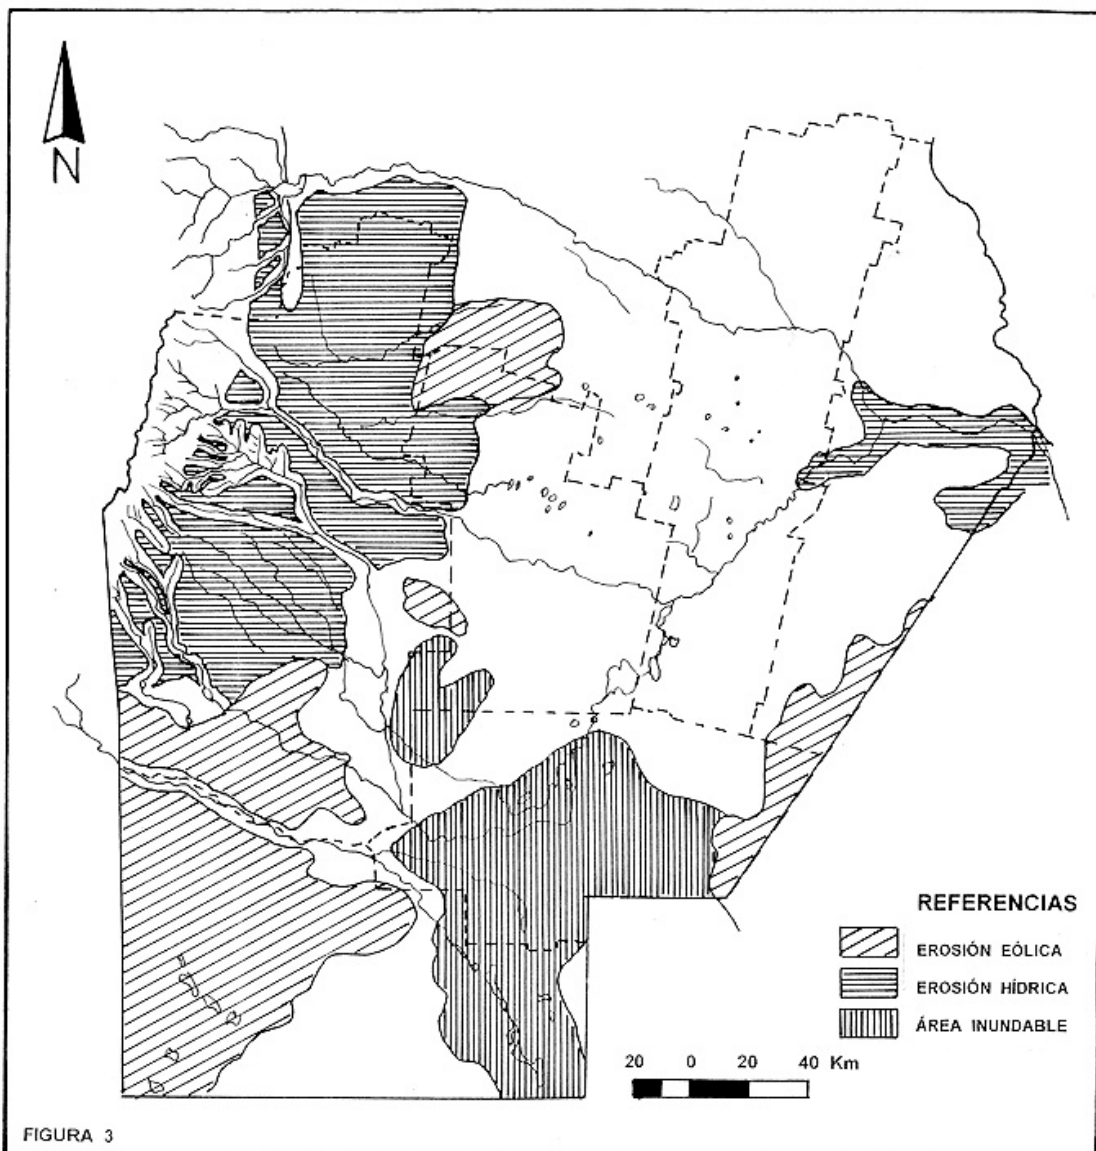 N
REFERENCIAS
EROSIÓN EÓLICA
EROSIÓN HÍDRICA
ÁREA INUNDABLE
20 0 20 40 Km
FIGURA 3